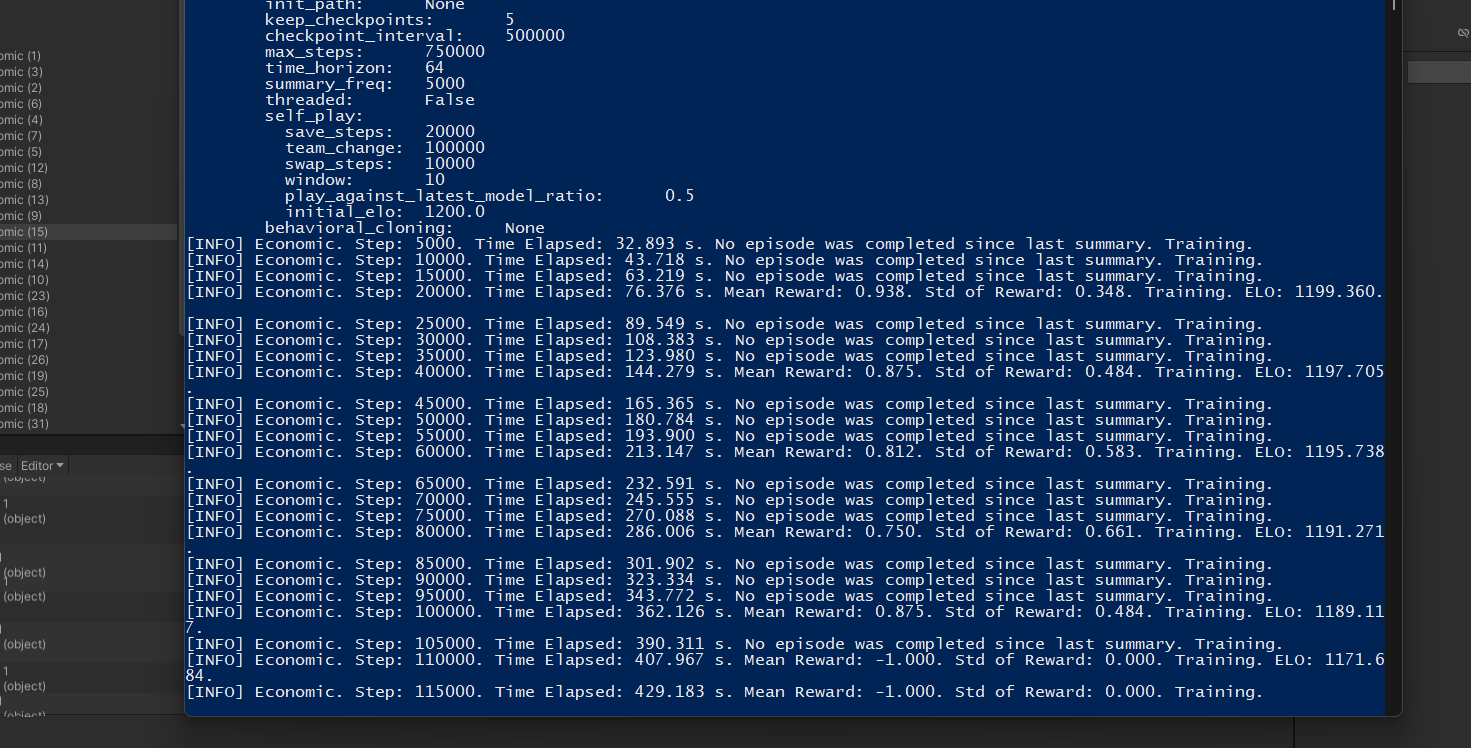 init_path: None
keep_checkpoints: 5
checkpoint_interval: 500000
max_steps: 750000
time_horizon: 64
summary_freq: 5000
threaded: False
self_play:
save_steps: 20000
team_change: 100000
swap_steps: 10000
window: 10
play_against_latest_model_ratio: 0.5
initial_elo: 1200.0
behavioral_cloning: None
[INFO] Economic. Step: 5000. Time Elapsed: 32.893 s. No episode was completed since last summary. Training.
[INFO] Economic. Step: 10000. Time Elapsed: 43.718 s. No episode was completed since last summary. Training.
[INFO] Economic. Step: 15000. Time Elapsed: 63.219 s. No episode was completed since last summary. Training.
[INFO] Economic. Step: 20000. Time Elapsed: 76.376 s. Mean Reward: 0.938. Std of Reward: 0.348. Training. ELO: 1199.360.
[INFO] Economic. Step: 25000. Time Elapsed: 89.549 s. No episode was completed since last summary. Training.
[INFO] Economic. Step: 30000. Time Elapsed: 108.383 s. No episode was completed since last summary. Training.
[INFO] Economic. Step: 35000. Time Elapsed: 123.980 s. No episode was completed since last summary. Training.
[INFO] Economic. Step: 40000. Time Elapsed: 144.279 s. Mean Reward: 0.875. Std of Reward: 0.484. Training. ELO: 1197.705
.
[INFO] Economic. Step: 45000. Time Elapsed: 165.365 s. No episode was completed since last summary. Training.
[INFO] Economic. Step: 50000. Time Elapsed: 180.784 s. No episode was completed since last summary. Training.
[INFO] Economic. Step: 55000. Time Elapsed: 193.900 s. No episode was completed since last summary. Training.
[INFO] Economic. Step: 60000. Time Elapsed: 213.147 s. Mean Reward: 0.812. Std of Reward: 0.583. Training. ELO: 1195.738
.
[INFO] Economic. Step: 65000. Time Elapsed: 232.591 s. No episode was completed since last summary. Training.
[INFO] Economic. Step: 70000. Time Elapsed: 245.555 s. No episode was completed since last summary. Training.
[INFO] Economic. Step: 75000. Time Elapsed: 270.088 s. No episode was completed since last summary. Training.
[INFO] Economic. Step: 80000. Time Elapsed: 286.006 s. Mean Reward: 0.750. Std of Reward: 0.661. Training. ELO: 1191.271
.
[INFO] Economic. Step: 85000. Time Elapsed: 301.902 s. No episode was completed since last summary. Training.
[INFO] Economic. Step: 90000. Time Elapsed: 323.334 s. No episode was completed since last summary. Training.
[INFO] Economic. Step: 95000. Time Elapsed: 343.772 s. No episode was completed since last summary. Training.
[INFO] Economic. Step: 100000. Time Elapsed: 362.126 s. Mean Reward: 0.875. Std of Reward: 0.484. Training. ELO: 1189.11
7.
[INFO] Economic. Step: 105000. Time Elapsed: 390.311 s. No episode was completed since last summary. Training.
[INFO] Economic. Step: 110000. Time Elapsed: 407.967 s. Mean Reward: -1.000. Std of Reward: 0.000. Training. ELO: 1171.6
84.
[INFO] Economic. Step: 115000. Time Elapsed: 429.183 s. Mean Reward: -1.000. Std of Reward: 0.000. Training.
omic (1)
omic (3)
omic (2)
omic (6)
omic (4)
omic (7)
omic (5)
omic (12)
omic (8)
omic (13)
omic (9)
omic (15)
omic (11)
omic (14)
omic (10)
omic (23)
omic (16)
omic (24)
omic (17)
omic (26)
omic (19)
omic (25)
omic (18)
omic (31)
se Editor
(object)
1
(object)
(object)
1
(object)
(object)
1
(object)
(object)